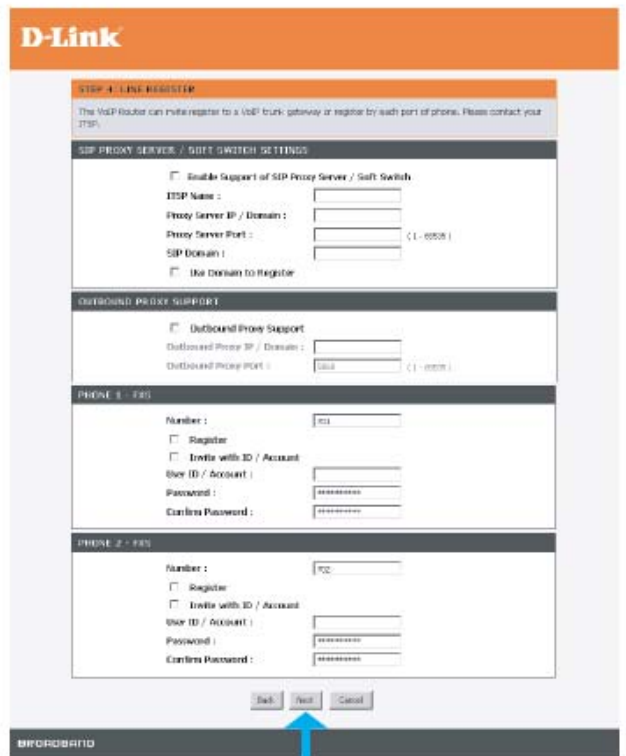 D-Link
STEP 4: LINE REGISTER
The VoIP Router can invite register to a VoIP trunk gateway or register by each port of phone. Please contact your
ITSP.
SIP PROXY SERVER / SOFT SWITCH SETTINGS
Enable Support of SIP Proxy Server / Soft Switch
ITSP Name :
Proxy Server IP / Domain :
Proxy Server Port : ( 1 - 65535 )
SIP Domain :
Use Domain to Register
OUTBOUND PROXY SUPPORT
Outbound Proxy Support
Outbound Proxy IP / Domain :
Outbound Proxy Port : ( 1 - 65535 )
PHONE 1 - FXS
Number : 701
Register
Invite with ID / Account
User ID / Account :
Password : **********
Confirm Password : **********
PHONE 2 - FXS
Number : 702
Register
Invite with ID / Account
User ID / Account :
Password : **********
Confirm Password : **********
Back Next Cancel
BROADBAND